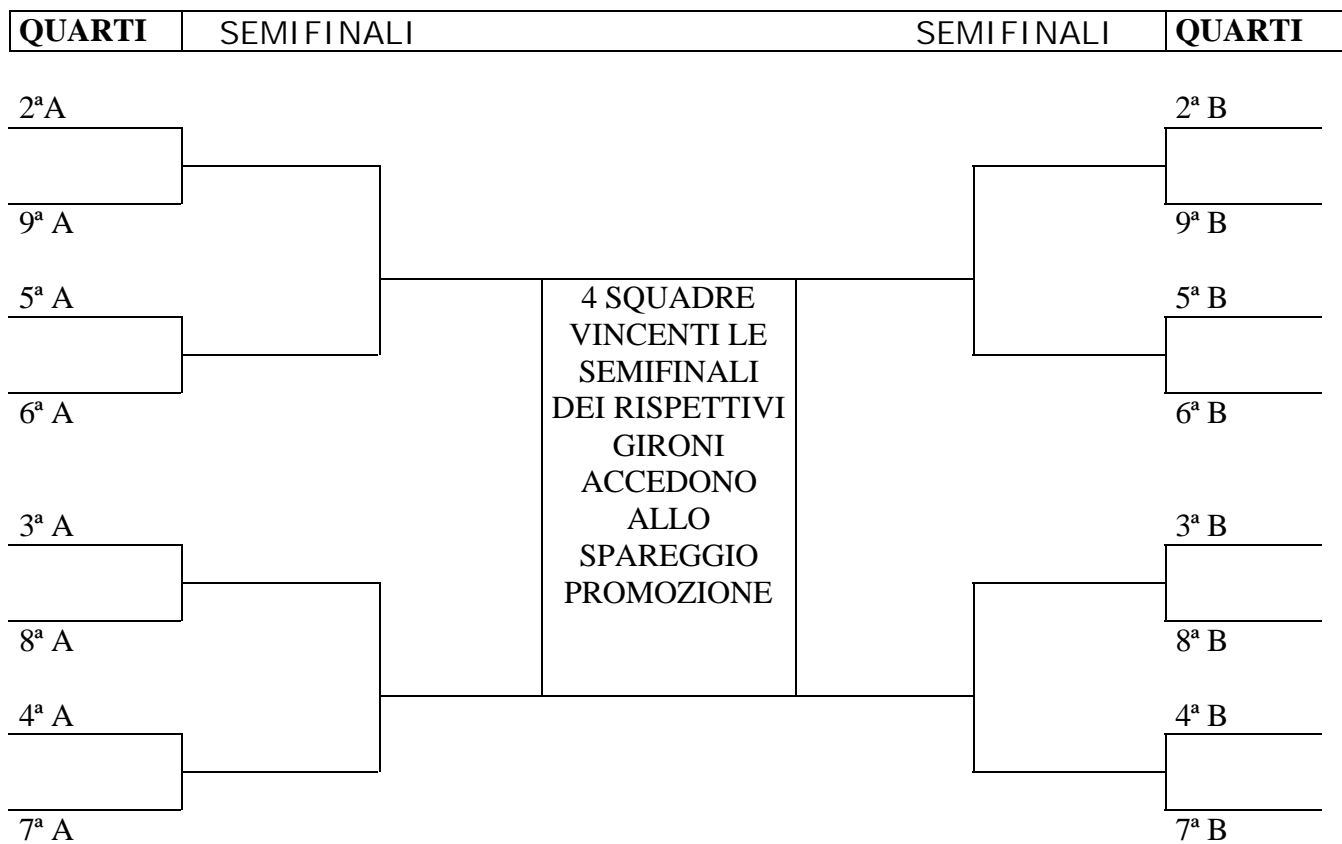 QUARTI SEMIFINALI SEMIFINALI QUARTI
2ªA 2ª B
9ª A 9ª B
5ª A 5ª B
4 SQUADRE
VINCENTI LE
SEMIFINALI
DEI RISPETTIVI
6ª A 6ª B
GIRONI
ACCEDONO
3ª A ALLO 3ª B
SPAREGGIO
PROMOZIONE
8ª A 8ª B
4ª A 4ª B
7ª A 7ª B